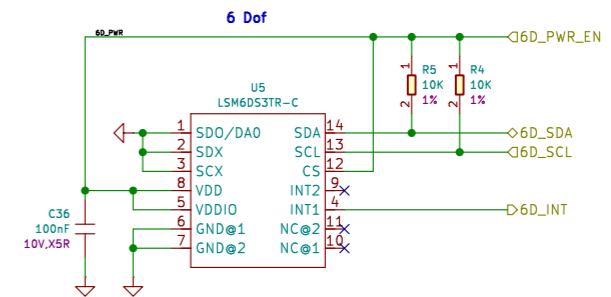 6 Dof
6D_PWR
6D_PWR_EN
U5
LSM6DS3TR-C
1
R5
10K
2
1%
1
R4
10K
2
1%
1 SDO/DA0 SDA 14 6D_SDA
2 SDX SCL 13 6D_SCL
3 SCX CS 12
8 VDD INT2 9
5 VDDIO INT1 4 6D_INT
6 GND@1 NC@2 11
7 GND@2 NC@1 10
C36
100nF
10V,X5R